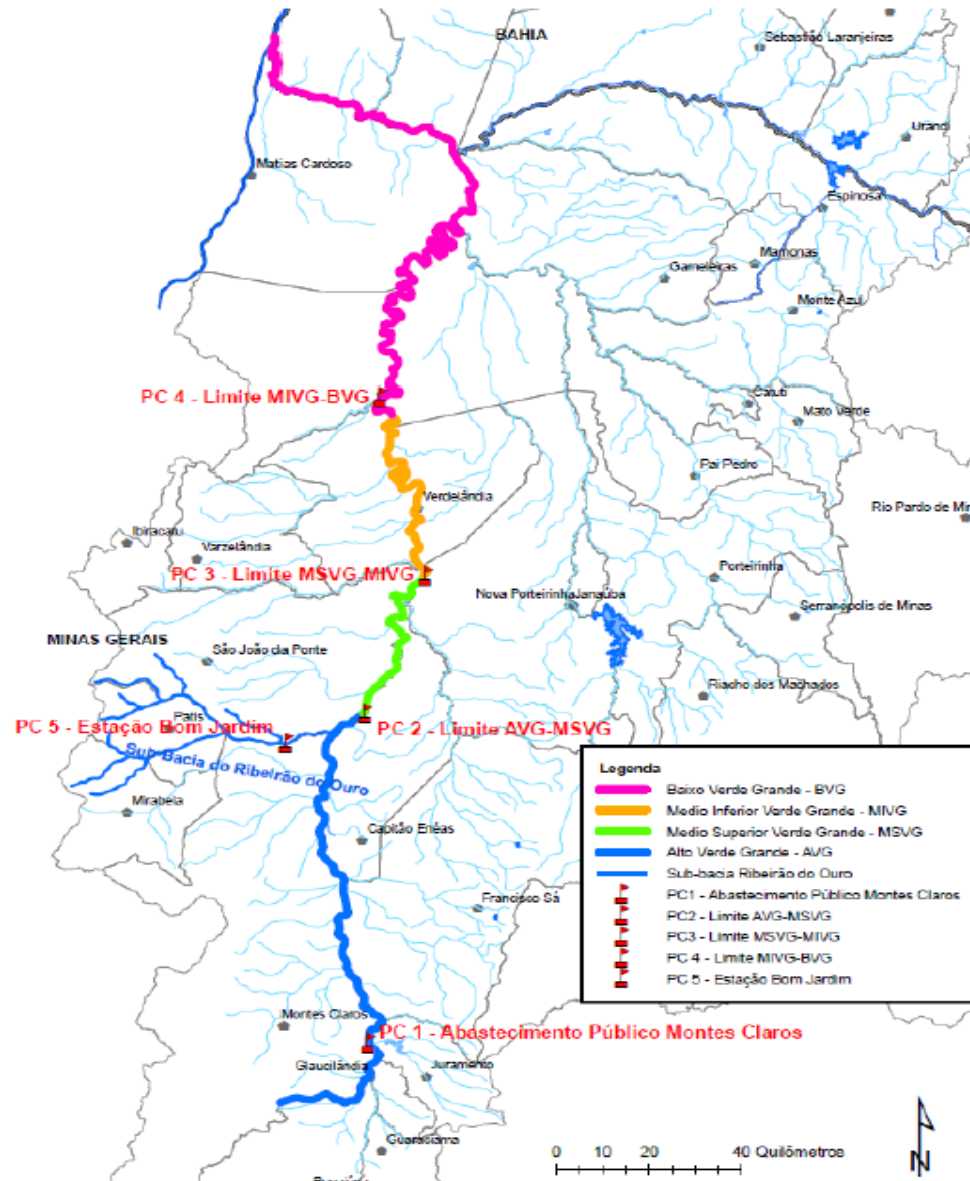 BAHIA
Sebastião Laranjeiras
Urandi
Matias Cardoso
Espinosa
Mamonas
Gameleiras
Monte Azul
PC 4 - Limite MIVG-BVG
Catuti
Mato Verde
Pai Pedro
Verdelândia
Rio Pardo de Mi
Ibiracatu
Varzelândia
PC 3 - Limite MSVG-MIVG
Porteirinha
Nova Porteirinha
Janaúba
Serranópolis de Minas
MINAS GERAIS
São João da Ponte
Riacho dos Machados
Patis
PC 5 - Estação Bom Jardim
PC 2 - Limite AVG-MSVG
Sub-Bacia do Ribeirão do Ouro
Mirabela
Capitão Enéas
Francisco Sá
Legenda
Baixo Verde Grande - BVG
Medio Inferior Verde Grande - MIVG
Medio Superior Verde Grande - MSVG
Alto Verde Grande - AVG
Sub-bacia Ribeirão do Ouro
PC1 - Abastecimento Público Montes Claros
PC2 - Limite AVG-MSVG
PC3 - Limite MSVG-MIVG
PC 4 - Limite MIVG-BVG
PC 5 - Estação Bom Jardim
Montes Claros
PC 1 - Abastecimento Público Montes Claros
Glaucilândia
Juramento
Guaraciama
0 10 20 40 Quilômetros
N